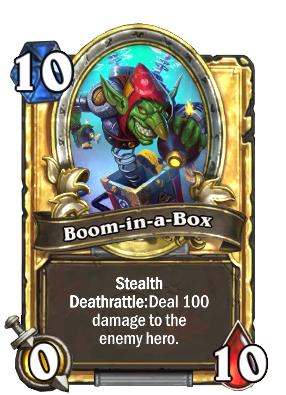 10
Boom-in-a-Box
Stealth
Deathrattle:Deal 100
damage to the
enemy hero.
0
10